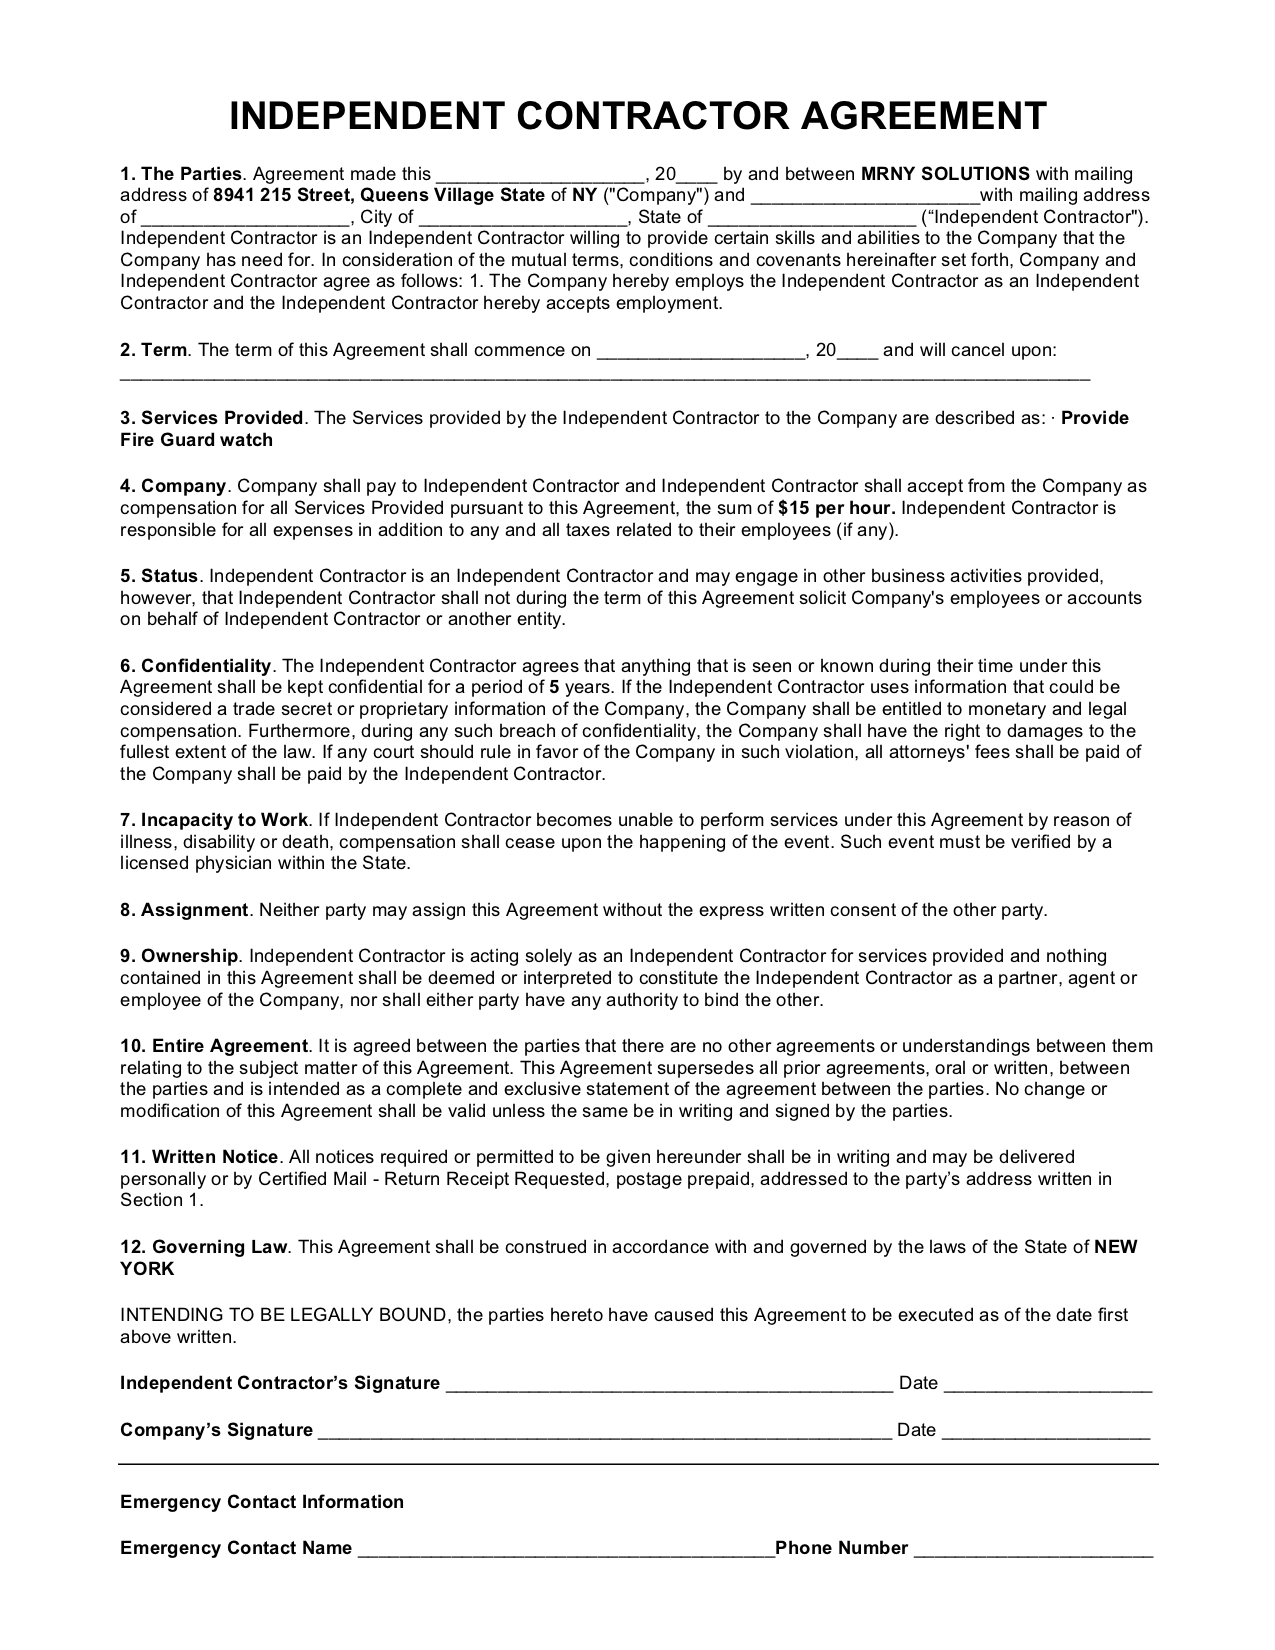 INDEPENDENT CONTRACTOR AGREEMENT
1. The Parties. Agreement made this ____________________, 20____ by and between MRNY SOLUTIONS with mailing
address of 8941 215 Street, Queens Village State of NY ("Company") and ______________________with mailing address
of ____________________, City of ____________________, State of ____________________ (“Independent Contractor").
Independent Contractor is an Independent Contractor willing to provide certain skills and abilities to the Company that the
Company has need for. In consideration of the mutual terms, conditions and covenants hereinafter set forth, Company and
Independent Contractor agree as follows: 1. The Company hereby employs the Independent Contractor as an Independent
Contractor and the Independent Contractor hereby accepts employment.
2. Term. The term of this Agreement shall commence on ____________________, 20____ and will cancel upon:
_____________________________________________________________________________________________
3. Services Provided. The Services provided by the Independent Contractor to the Company are described as: · Provide
Fire Guard watch
4. Company. Company shall pay to Independent Contractor and Independent Contractor shall accept from the Company as
compensation for all Services Provided pursuant to this Agreement, the sum of $15 per hour. Independent Contractor is
responsible for all expenses in addition to any and all taxes related to their employees (if any).
5. Status. Independent Contractor is an Independent Contractor and may engage in other business activities provided,
however, that Independent Contractor shall not during the term of this Agreement solicit Company's employees or accounts
on behalf of Independent Contractor or another entity.
6. Confidentiality. The Independent Contractor agrees that anything that is seen or known during their time under this
Agreement shall be kept confidential for a period of 5 years. If the Independent Contractor uses information that could be
considered a trade secret or proprietary information of the Company, the Company shall be entitled to monetary and legal
compensation. Furthermore, during any such breach of confidentiality, the Company shall have the right to damages to the
fullest extent of the law. If any court should rule in favor of the Company in such violation, all attorneys' fees shall be paid of
the Company shall be paid by the Independent Contractor.
7. Incapacity to Work. If Independent Contractor becomes unable to perform services under this Agreement by reason of
illness, disability or death, compensation shall cease upon the happening of the event. Such event must be verified by a
licensed physician within the State.
8. Assignment. Neither party may assign this Agreement without the express written consent of the other party.
9. Ownership. Independent Contractor is acting solely as an Independent Contractor for services provided and nothing
contained in this Agreement shall be deemed or interpreted to constitute the Independent Contractor as a partner, agent or
employee of the Company, nor shall either party have any authority to bind the other.
10. Entire Agreement. It is agreed between the parties that there are no other agreements or understandings between them
relating to the subject matter of this Agreement. This Agreement supersedes all prior agreements, oral or written, between
the parties and is intended as a complete and exclusive statement of the agreement between the parties. No change or
modification of this Agreement shall be valid unless the same be in writing and signed by the parties.
11. Written Notice. All notices required or permitted to be given hereunder shall be in writing and may be delivered
personally or by Certified Mail - Return Receipt Requested, postage prepaid, addressed to the party’s address written in
Section 1.
12. Governing Law. This Agreement shall be construed in accordance with and governed by the laws of the State of NEW
YORK
INTENDING TO BE LEGALLY BOUND, the parties hereto have caused this Agreement to be executed as of the date first
above written.
Independent Contractor’s Signature ___________________________________________ Date ____________________
Company’s Signature _______________________________________________________ Date ____________________
Emergency Contact Information
Emergency Contact Name ________________________________________Phone Number _______________________